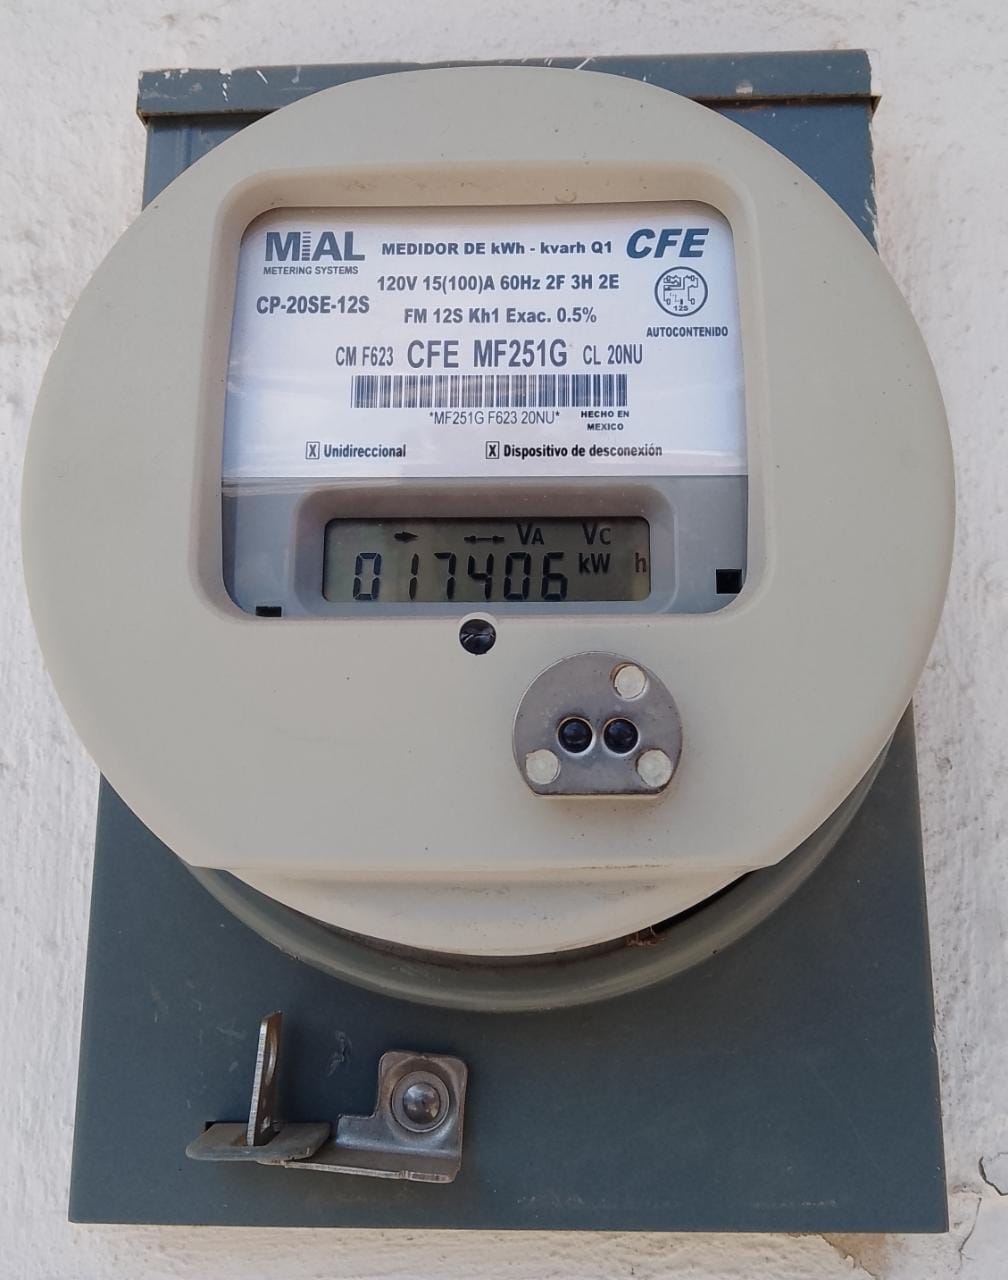 MIAL
METERING SYSTEMS
MEDIDOR DE kWh - kvarh Q1
CFE
120V 15(100)A 60Hz 2F 3H 2E
CP-20SE-12S
FM 12S Kh1 Exac. 0.5%
12S
AUTOCONTENIDO
CM F623 CFE MF251G CL 20NU
*MF251G F623 20NU*
HECHO EN
MEXICO
X Unidireccional
X Dispositivo de desconexión
VA VC
017406 kW h